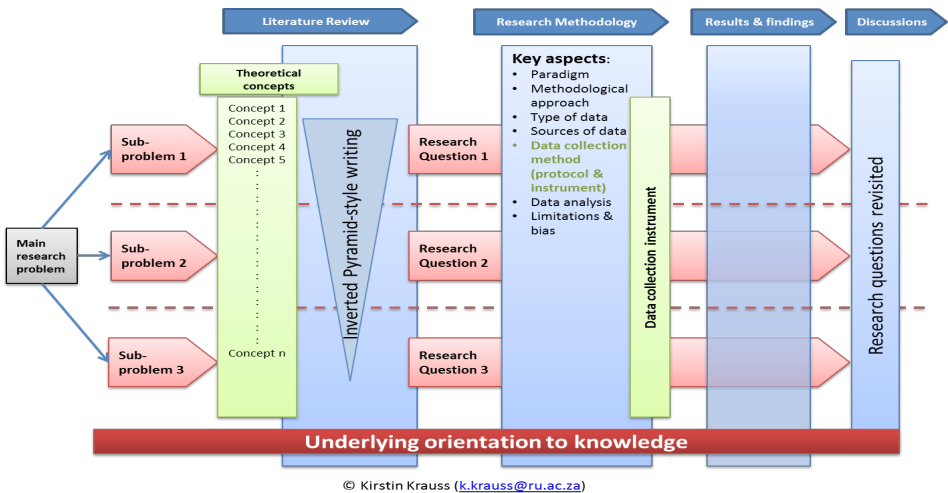 Literature Review
Research Methodology
Results & findings
Discussions
Theoretical
concepts
Concept 1
Concept 2
Concept 3
Concept 4
Concept 5
:
:
:
:
:
:
:
:
:
:
:
:
:
:
Concept n
Main
research
problem
Sub-
problem 1
Sub-
problem 2
Sub-
problem 3
Inverted Pyramid-style writing
Research
Question 1
Research
Question 2
Research
Question 3
Key aspects:
• Paradigm
• Methodological
approach
• Type of data
• Sources of data
• Data collection
method
(protocol &
instrument)
• Data analysis
• Limitations &
bias
Data collection instrument
Research questions revisited
Underlying orientation to knowledge
© Kirstin Krauss (k.krauss@ru.ac.za)